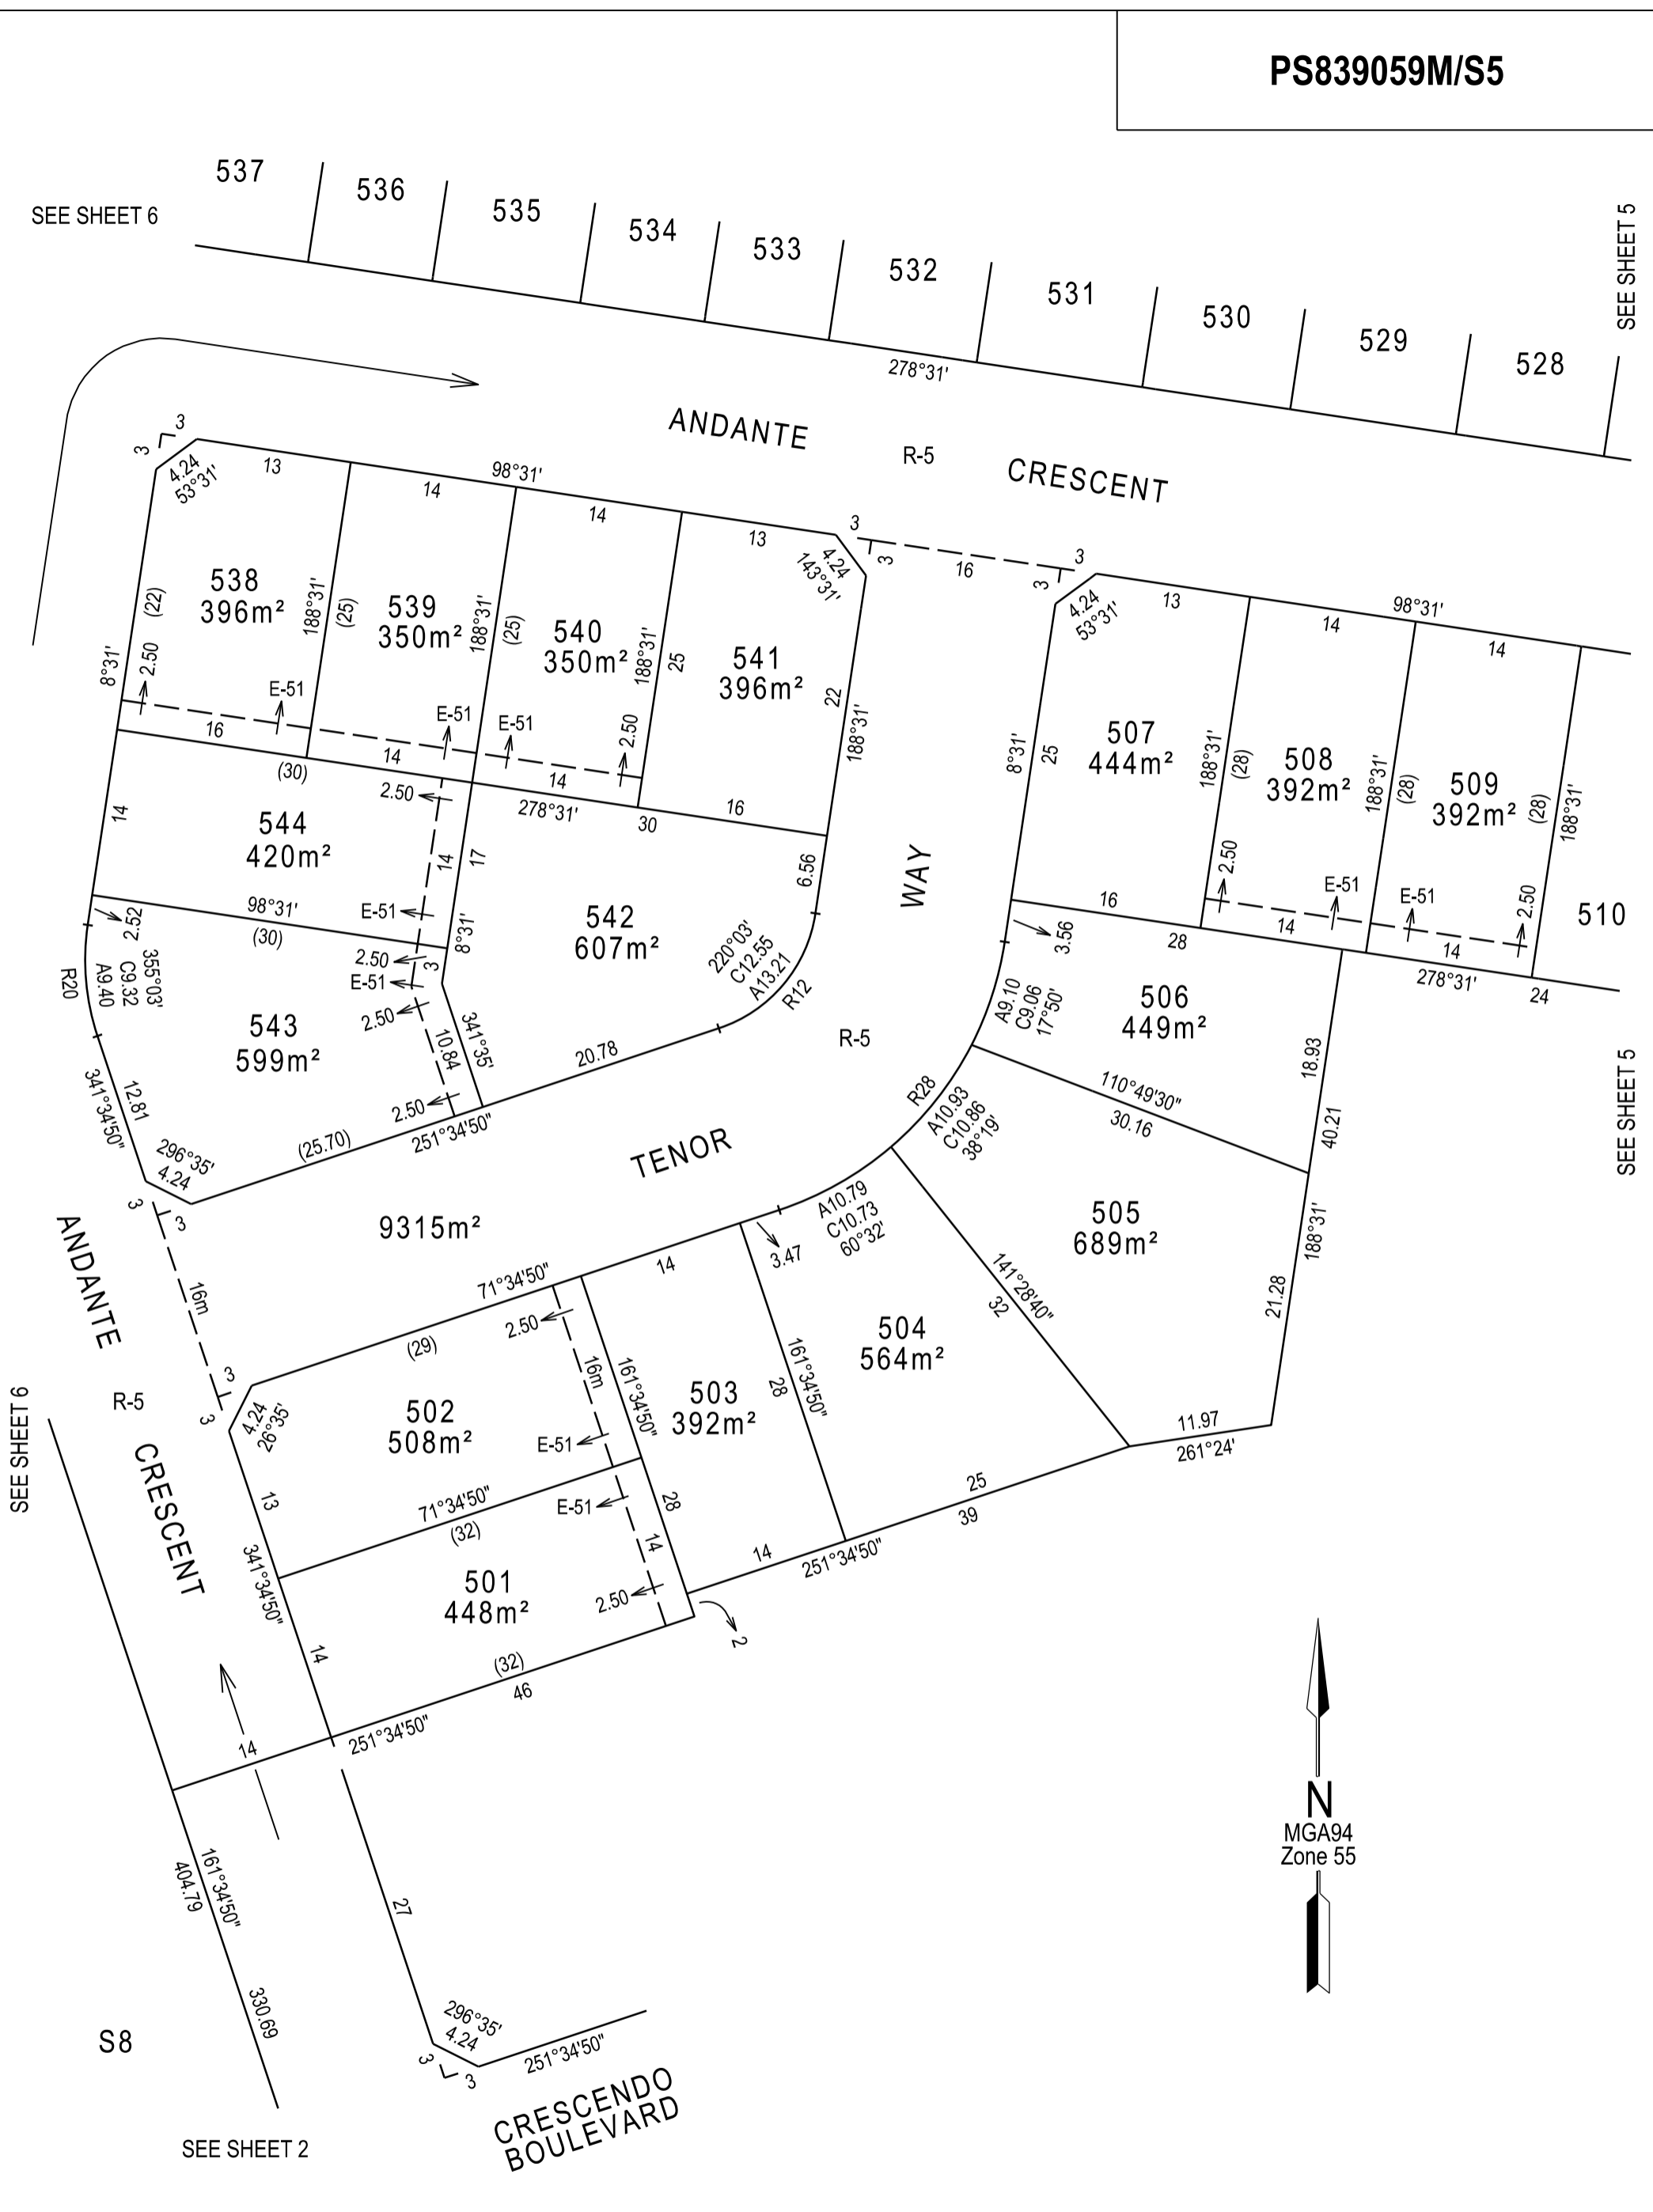 PS839059M/S5
537
536
535
534
533
532
531
530
529
528
SEE SHEET 6
SEE SHEET 5
278°31'
ANDANTE
R-5
CRESCENT
3
3
4.24
53°31'
13
98°31'
14
14
13
3
3
4.24
143°31'
16
3
3
4.24
53°31'
13
98°31'
14
14
538
396m²
(22)
8°31'
2.50
188°31'
(25)
E-51
16
539
350m²
188°31'
(25)
E-51
14
(30)
540
350m²
188°31'
25
E-51
2.50
14
278°31'
30
541
396m²
22
188°31'
16
507
444m²
8°31'
25
16
28
188°31'
(28)
508
392m²
2.50
E-51
14
188°31'
(28)
509
392m²
E-51
2.50
14
(28)
188°31'
278°31'
24
510
544
420m²
14
2.50
14
17
E-51
98°31'
(30)
8°31'
542
607m²
6.56
220°03'
C12.55
A13.21
R12
20.78
WAY
R-5
2.52
355°03'
C9.32
A9.40
R20
543
599m²
2.50
3
E-51
2.50
10.84
341°35'
2.50
12.81
341°34'50"
296°35'
4.24
(25.70)
251°34'50"
3.56
A9.10
C9.06
17°50'
506
449m²
18.93
110°49'30"
30.16
40.21
SEE SHEET 5
R28
A10.93
C10.86
38°19'
TENOR
9315m²
3
3
16m
3
3
ANDANTE
R-5
CRESCENT
SEE SHEET 6
A10.79
C10.73
60°32'
3.47
505
689m²
188°31'
21.28
141°28'40"
32
11.97
261°24'
504
564m²
161°34'50"
28
25
39
71°34'50"
14
2.50
(29)
16m
161°34'50"
503
392m²
28
14
251°34'50"
4.24
26°35'
502
508m²
E-51
13
71°34'50"
(32)
E-51
14
341°34'50"
501
448m²
2.50
2
14
(32)
46
251°34'50"
14
27
161°34'50"
404.79
330.69
S8
296°35'
4.24
3
3
251°34'50"
CRESCENDO
BOULEVARD
SEE SHEET 2
N
MGA94
Zone 55